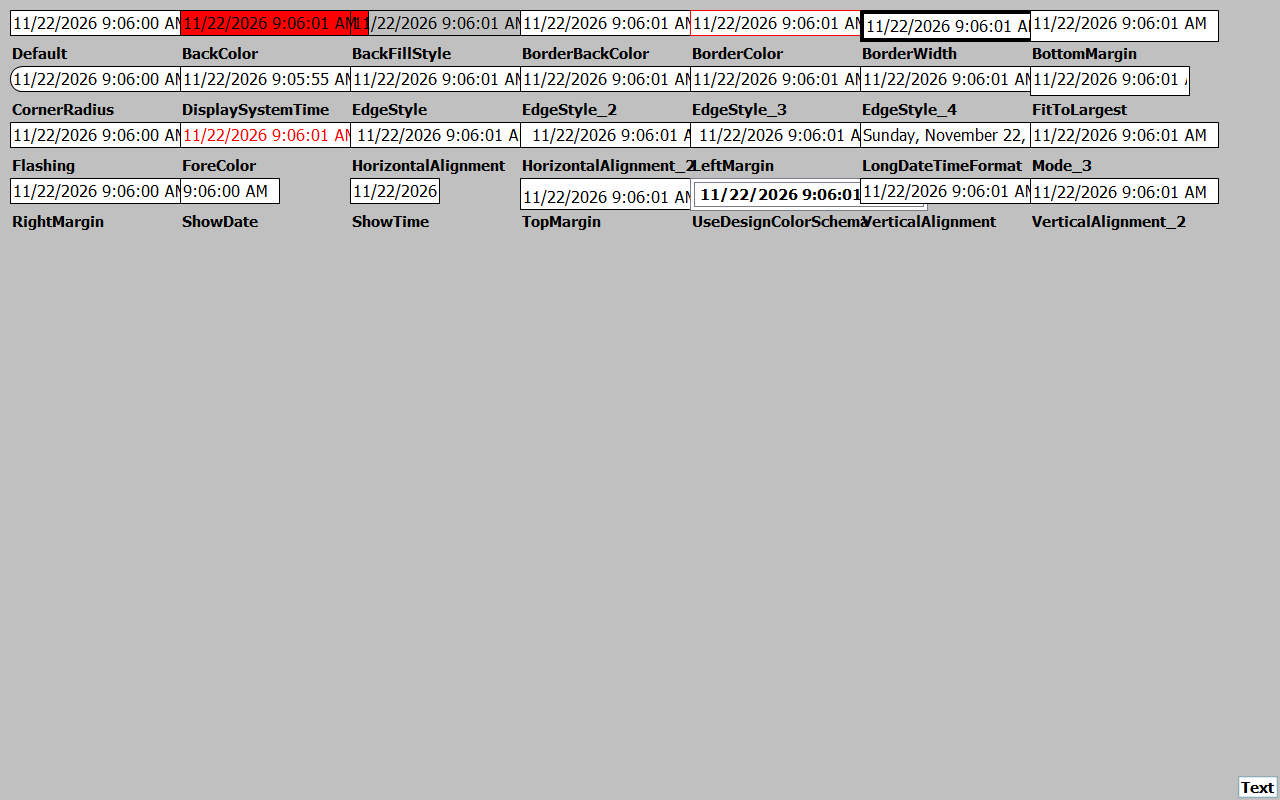 11/22/2026 9:06:00 AM 11/22/2026 9:06:01 AM 11/22/2026 9:06:01 AM 11/22/2026 9:06:01 AM 11/22/2026 9:06:01 AM 11/22/2026 9:06:01 AM 11/22/2026 9:06:01 AM
Default BackColor BackFillStyle BorderBackColor BorderColor BorderWidth BottomMargin
11/22/2026 9:06:00 AM 11/22/2026 9:05:55 AM 11/22/2026 9:06:01 AM 11/22/2026 9:06:01 AM 11/22/2026 9:06:01 AM 11/22/2026 9:06:01 AM 11/22/2026 9:06:01
CornerRadius DisplaySystemTime EdgeStyle EdgeStyle_2 EdgeStyle_3 EdgeStyle_4 FitToLargest
11/22/2026 9:06:00 AM 11/22/2026 9:06:01 AM 11/22/2026 9:06:01 A 11/22/2026 9:06:01 A 11/22/2026 9:06:01 A Sunday, November 22, 11/22/2026 9:06:01 AM
Flashing ForeColor HorizontalAlignment HorizontalAlignment_2 LeftMargin LongDateTimeFormat Mode_3
11/22/2026 9:06:00 AM 9:06:00 AM 11/22/2026 11/22/2026 9:06:01 AM 11/22/2026 9:06:01 11/22/2026 9:06:01 AM 11/22/2026 9:06:01 AM
RightMargin ShowDate ShowTime TopMargin UseDesignColorSchema VerticalAlignment VerticalAlignment_2
Text